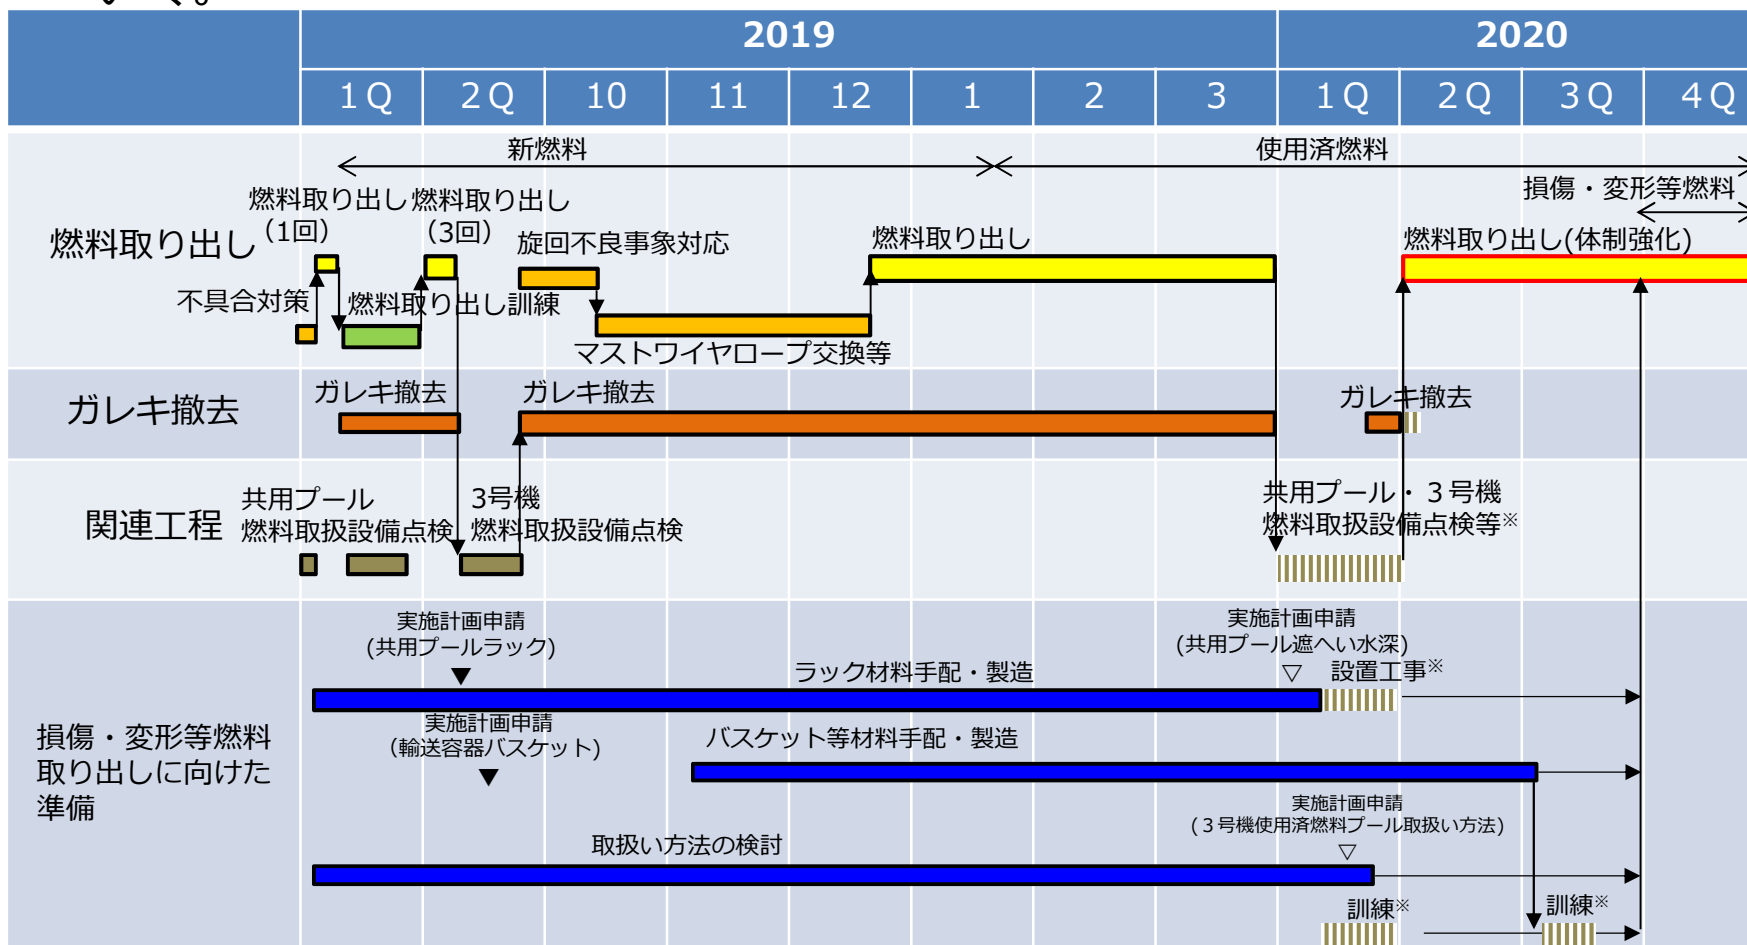 2019
2020
1Q
2Q
10
11
12
1
2
3
1Q
2Q
3Q
4Q
新燃料
使用済燃料
損傷・変形等燃料
燃料取り出し
燃料取り出し
(1回)
燃料取り出し
(3回)
旋回不良事象対応
燃料取り出し
燃料取り出し(体制強化)
不具合対策
燃料取り出し訓練
マストワイヤロープ交換等
ガレキ撤去
ガレキ撤去
ガレキ撤去
ガレキ撤去
関連工程
共用プール
燃料取扱設備点検
3号機
燃料取扱設備点検
共用プール・3号機
燃料取扱設備点検等※
損傷・変形等燃料
取り出しに向けた
準備
実施計画申請
(共用プールラック)
▼
ラック材料手配・製造
実施計画申請
(共用プール遮へい水深)
▽
設置工事※
実施計画申請
(輸送容器バスケット)
▼
バスケット等材料手配・製造
実施計画申請
(3号機使用済燃料プール取扱い方法)
▽
取扱い方法の検討
訓練※
訓練※